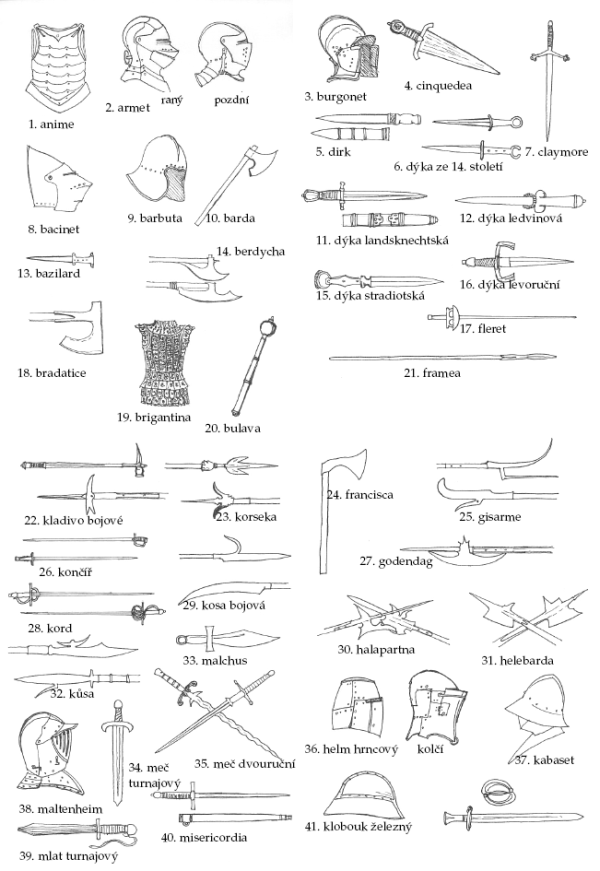 1. anime
2. armet
raný
pozdní
3. burgonet
4. cinquedea
5. dirk
6. dýka ze 14. století
7. claymore
8. bacinet
9. barbuta
10. barda
11. dýka landsknechtská
12. dýka ledvinová
13. bazilard
14. berdycha
15. dýka stradiotská
16. dýka levoruční
17. fleret
18. bradatice
19. brigantina
20. bulava
21. framea
22. kladivo bojové
23. korseka
24. francisca
25. gisarme
26. končíř
27. godendag
28. kord
29. kosa bojová
30. halapartna
31. helebarda
32. kůsa
33. malchus
34. meč
turnajový
35. meč dvouruční
36. helm hrncový
kolčí
37. kabaset
38. maltenheim
39. mlat turnajový
40. misericordia
41. klobouk železný